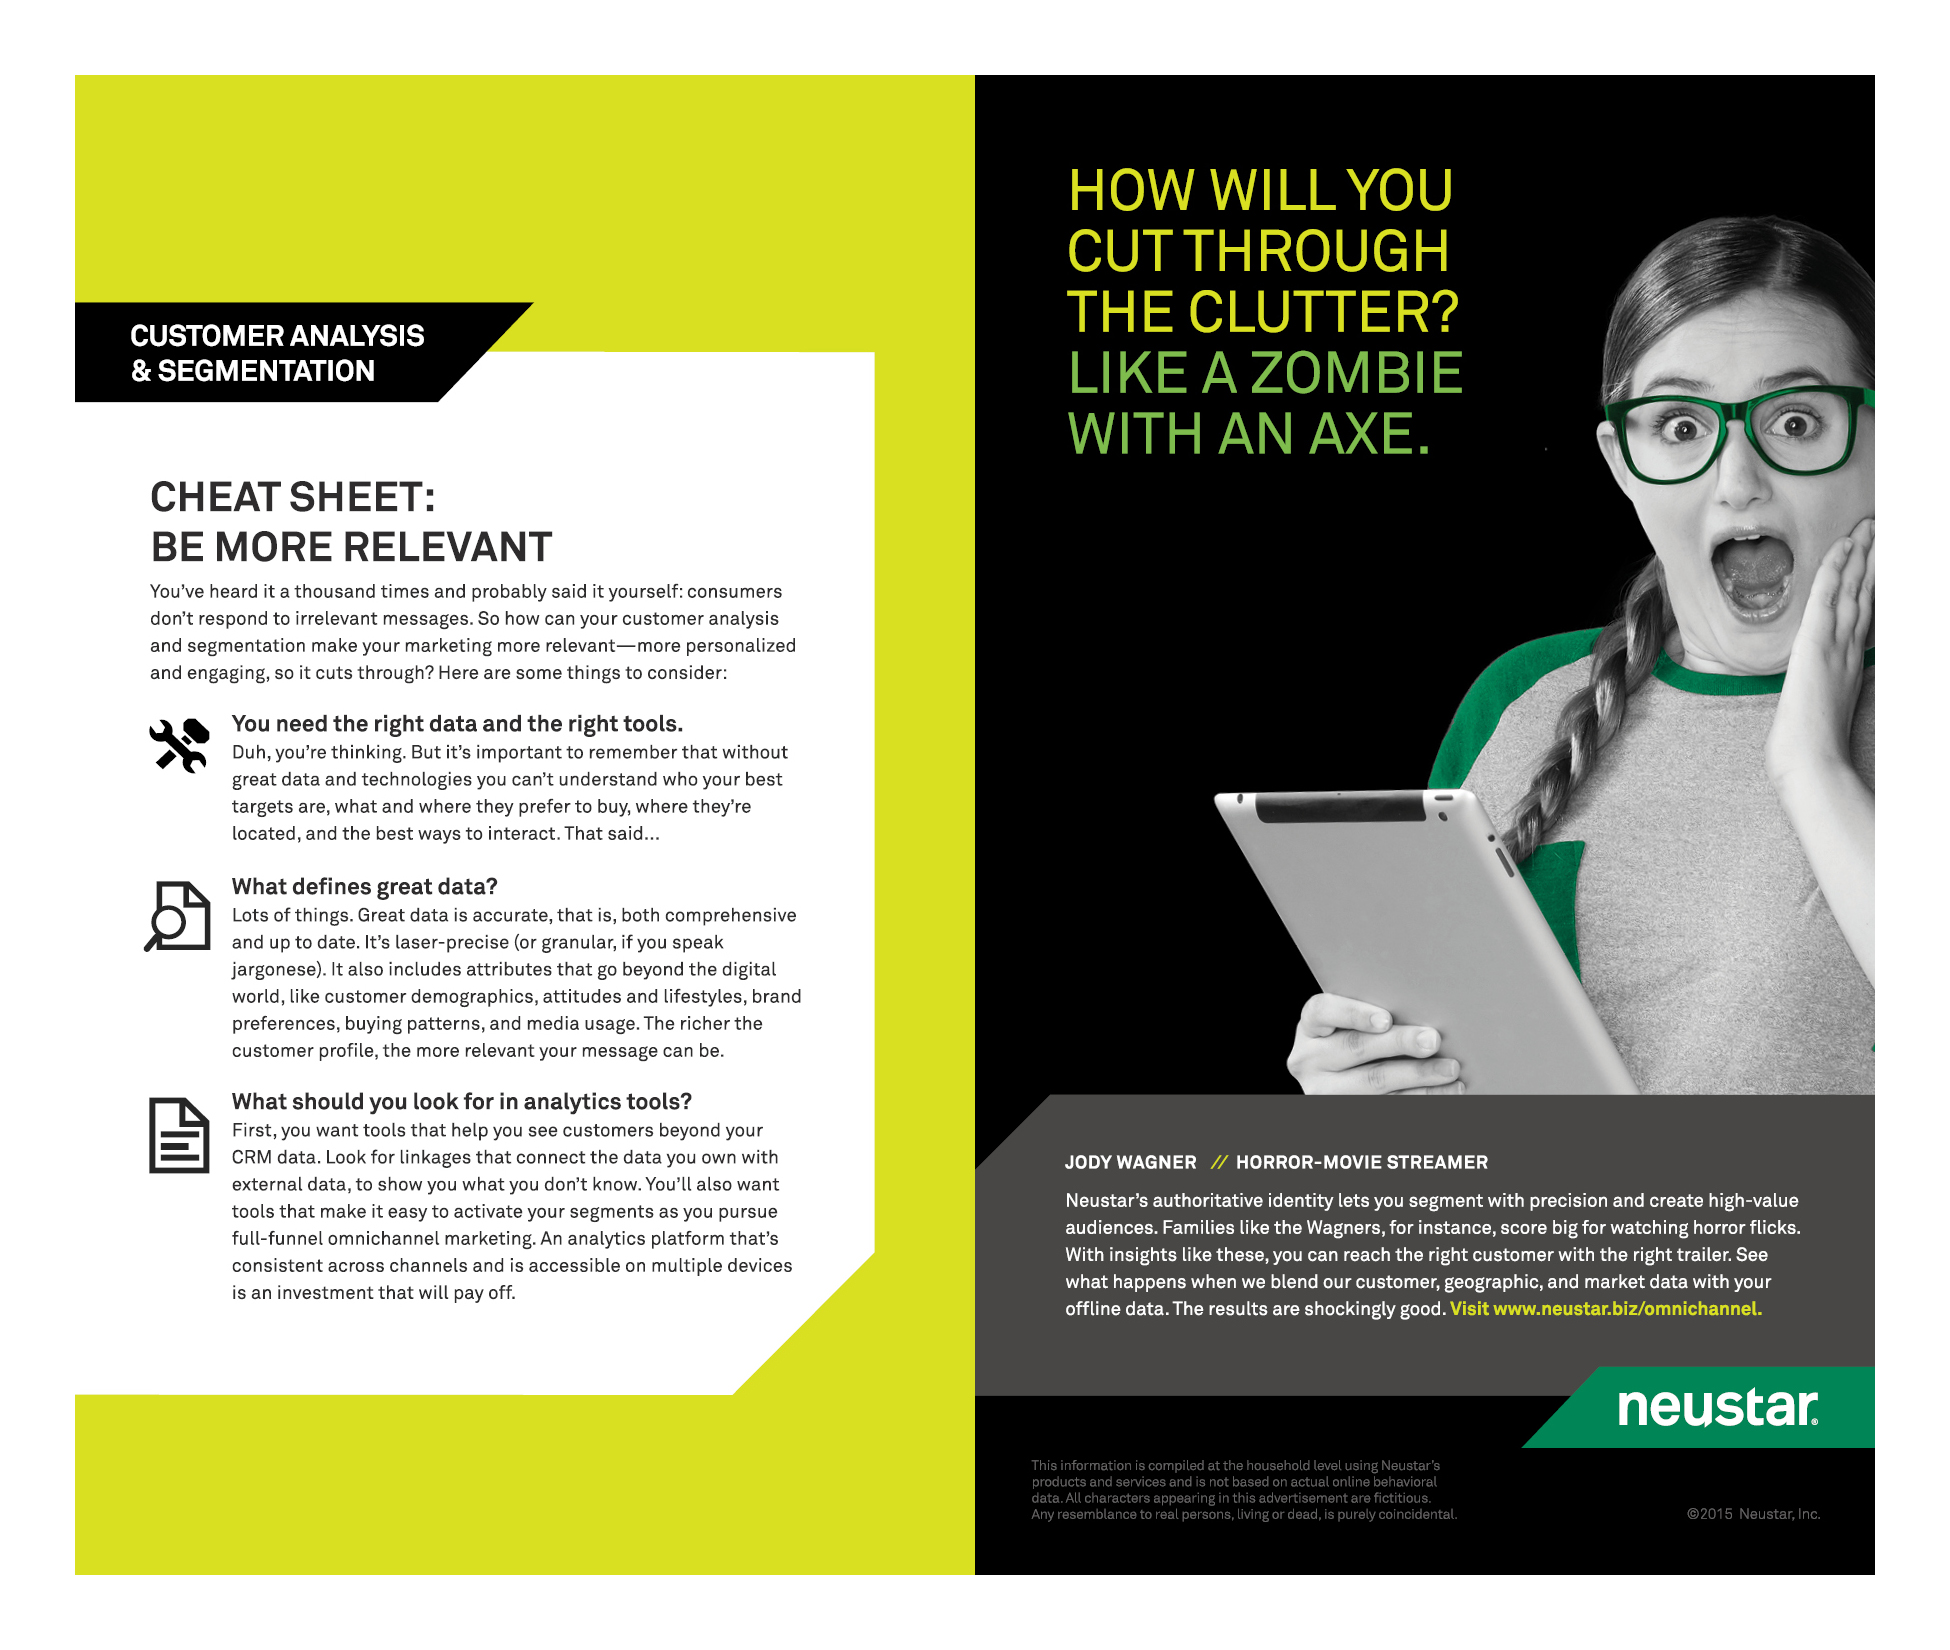 CUSTOMER ANALYSIS
& SEGMENTATION
CHEAT SHEET:
BE MORE RELEVANT
You’ve heard it a thousand times and probably said it yourself: consumers
don’t respond to irrelevant messages. So how can your customer analysis
and segmentation make your marketing more relevant—more personalized
and engaging, so it cuts through? Here are some things to consider:
You need the right data and the right tools.
Duh, you’re thinking. But it’s important to remember that without
great data and technologies you can’t understand who your best
targets are, what and where they prefer to buy, where they’re
located, and the best ways to interact. That said...
What defines great data?
Lots of things. Great data is accurate, that is, both comprehensive
and up to date. It’s laser-precise (or granular, if you speak
jargonese). It also includes attributes that go beyond the digital
world, like customer demographics, attitudes and lifestyles, brand
preferences, buying patterns, and media usage. The richer the
customer profile, the more relevant your message can be.
What should you look for in analytics tools?
First, you want tools that help you see customers beyond your
CRM data. Look for linkages that connect the data you own with
external data, to show you what you don’t know. You’ll also want
tools that make it easy to activate your segments as you pursue
full-funnel omnichannel marketing. An analytics platform that’s
consistent across channels and is accessible on multiple devices
is an investment that will pay off.
HOW WILL YOU
CUT THROUGH
THE CLUTTER?
LIKE A ZOMBIE
WITH AN AXE.
JODY WAGNER // HORROR-MOVIE STREAMER
Neustar’s authoritative identity lets you segment with precision and create high-value
audiences. Families like the Wagners, for instance, score big for watching horror flicks.
With insights like these, you can reach the right customer with the right trailer. See
what happens when we blend our customer, geographic, and market data with your
offline data. The results are shockingly good. Visit www.neustar.biz/omnichannel.
neustar®
This information is compiled at the household level using Neustar’s
products and services and is not based on actual online behavioral
data. All characters appearing in this advertisement are fictitious.
Any resemblance to real persons, living or dead, is purely coincidental.
©2015 Neustar, Inc.